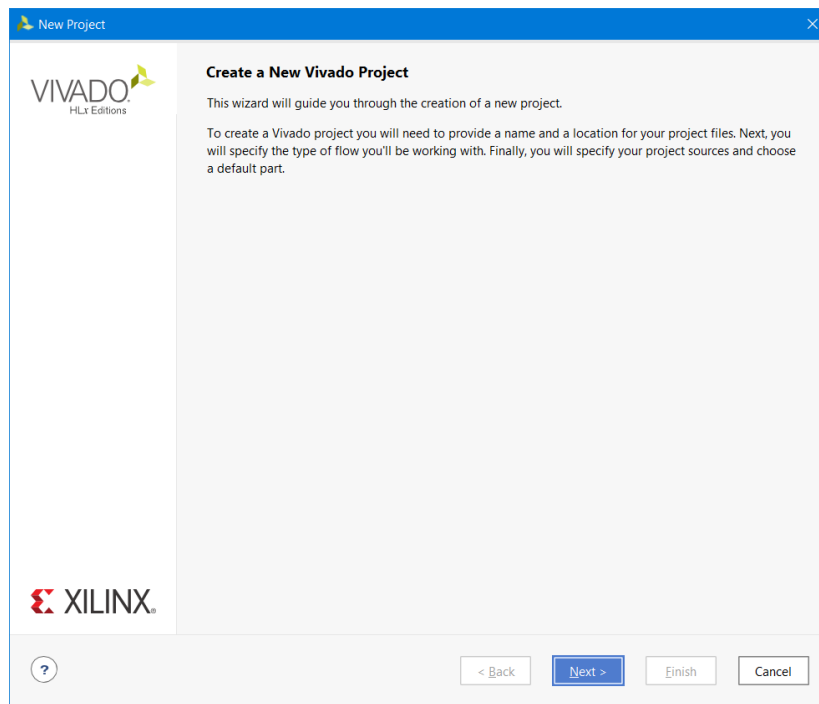 New Project
VIVADO.
HLx Editions
Create a New Vivado Project
This wizard will guide you through the creation of a new project.
To create a Vivado project you will need to provide a name and a location for your project files. Next, you
will specify the type of flow you'll be working with. Finally, you will specify your project sources and choose
a default part.
XILINX®
?
< Back
Next >
Finish
Cancel